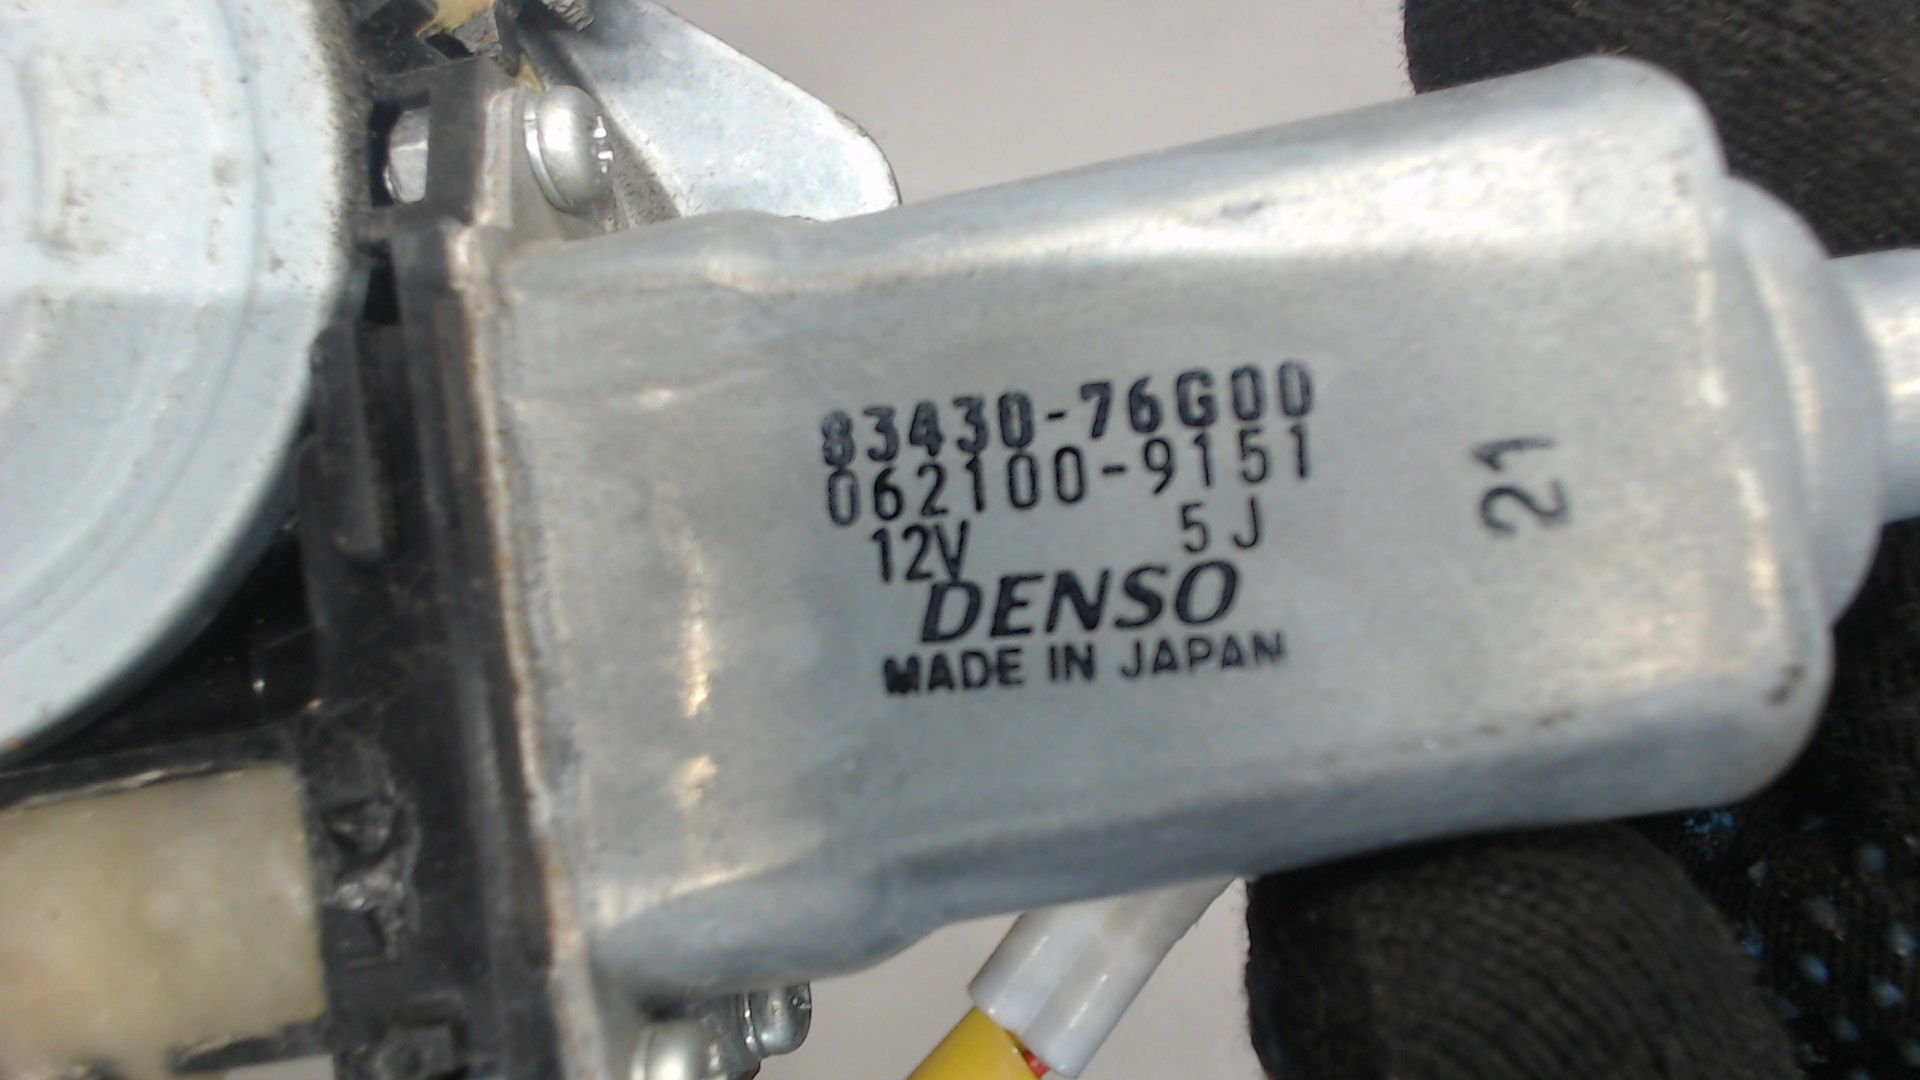 83430-76G00
062100-9151
12V 5J
DENSO
MADE IN JAPAN
21